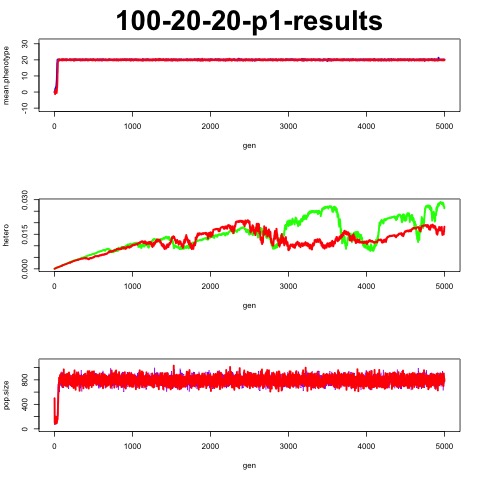 100-20-20-p1-results
mean.phenotype
30
20
10
0
-10
0 1000 2000 3000 4000 5000
gen
hetero
0.030
0.015
0.000
0 1000 2000 3000 4000 5000
gen
pop.size
800
400
0
0 1000 2000 3000 4000 5000
gen